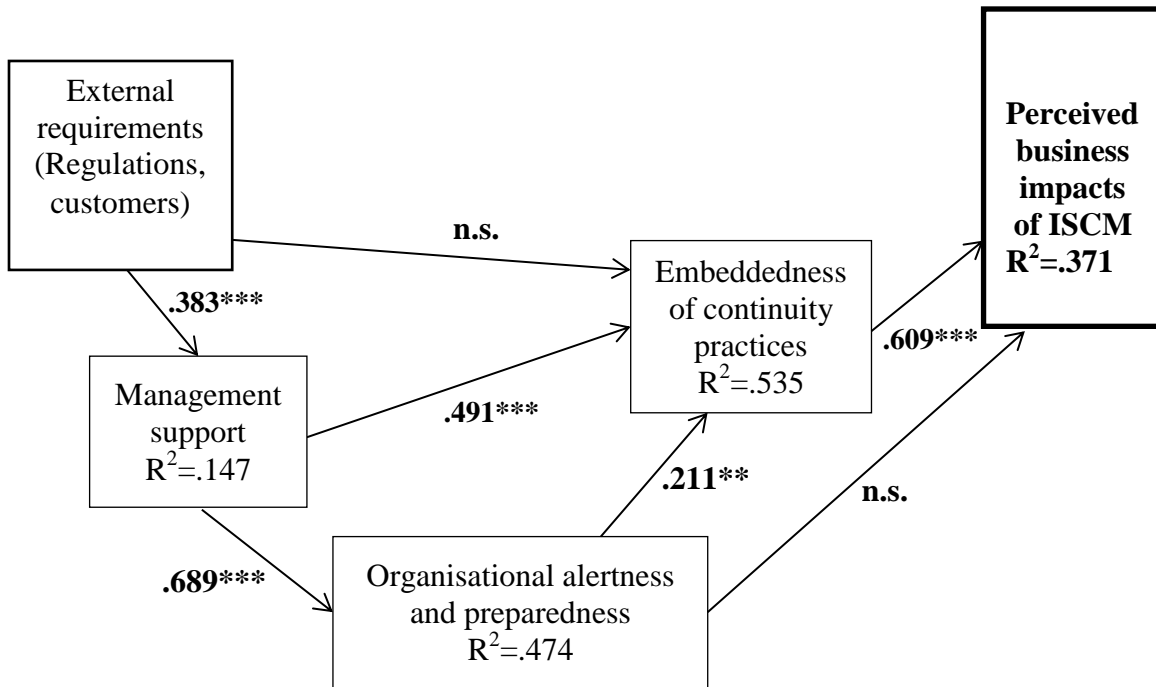 External
requirements
(Regulations,
customers)
Perceived
business
impacts
of ISCM
R²=.371
n.s.
Embeddedness
of continuity
practices
R²=.535
.383***
.609***
Management
support
R²=.147
.491***
.211**
n.s.
.689***
Organisational alertness
and preparedness
R²=.474